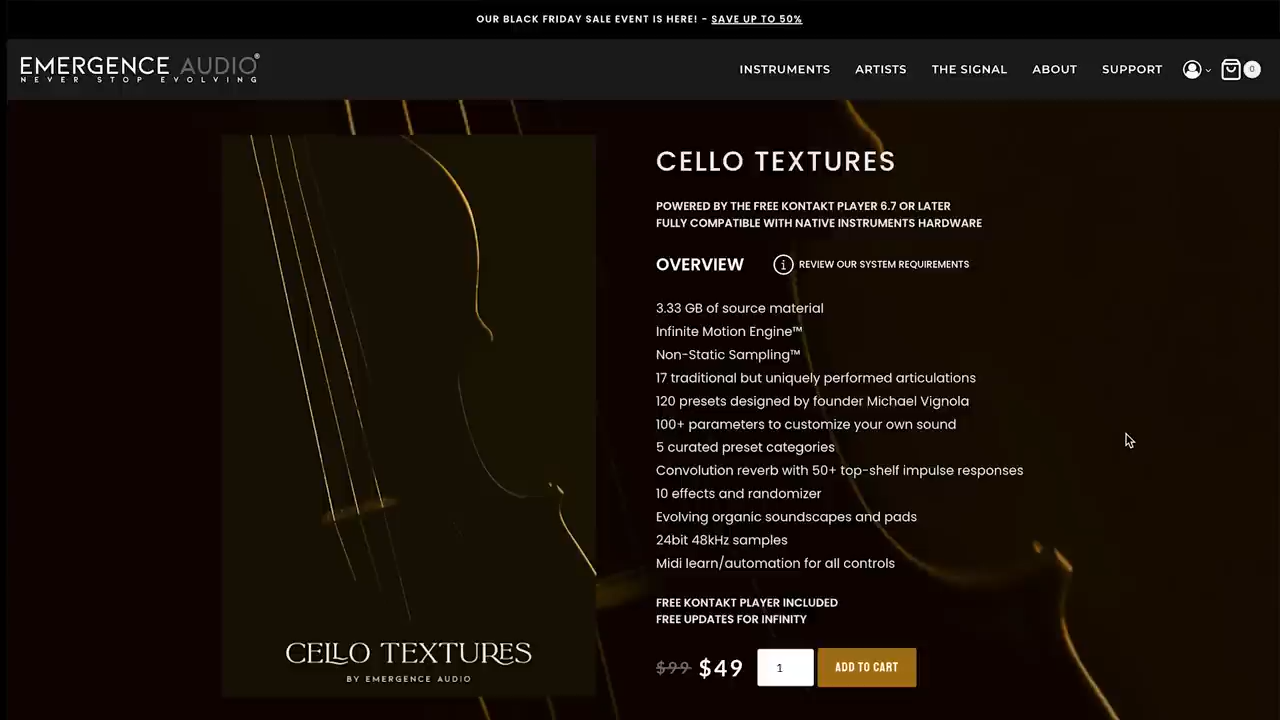 OUR BLACK FRIDAY SALE EVENT IS HERE! - SAVE UP TO 50%
EMERGENCE AUDIO®
NEVER STOP EVOLVING
INSTRUMENTS
ARTISTS
THE SIGNAL
ABOUT
SUPPORT
0
CELLO TEXTURES
POWERED BY THE FREE KONTAKT PLAYER 6.7 OR LATER
FULLY COMPATIBLE WITH NATIVE INSTRUMENTS HARDWARE
OVERVIEW
REVIEW OUR SYSTEM REQUIREMENTS
3.33 GB of source material
Infinite Motion Engine™
Non-Static Sampling™
17 traditional but uniquely performed articulations
120 presets designed by founder Michael Vignola
100+ parameters to customize your own sound
5 curated preset categories
Convolution reverb with 50+ top-shelf impulse responses
10 effects and randomizer
Evolving organic soundscapes and pads
24bit 48kHz samples
Midi learn/automation for all controls
FREE KONTAKT PLAYER INCLUDED
FREE UPDATES FOR INFINITY
$99 $49
1
ADD TO CART
CELLO TEXTURES
BY EMERGENCE AUDIO